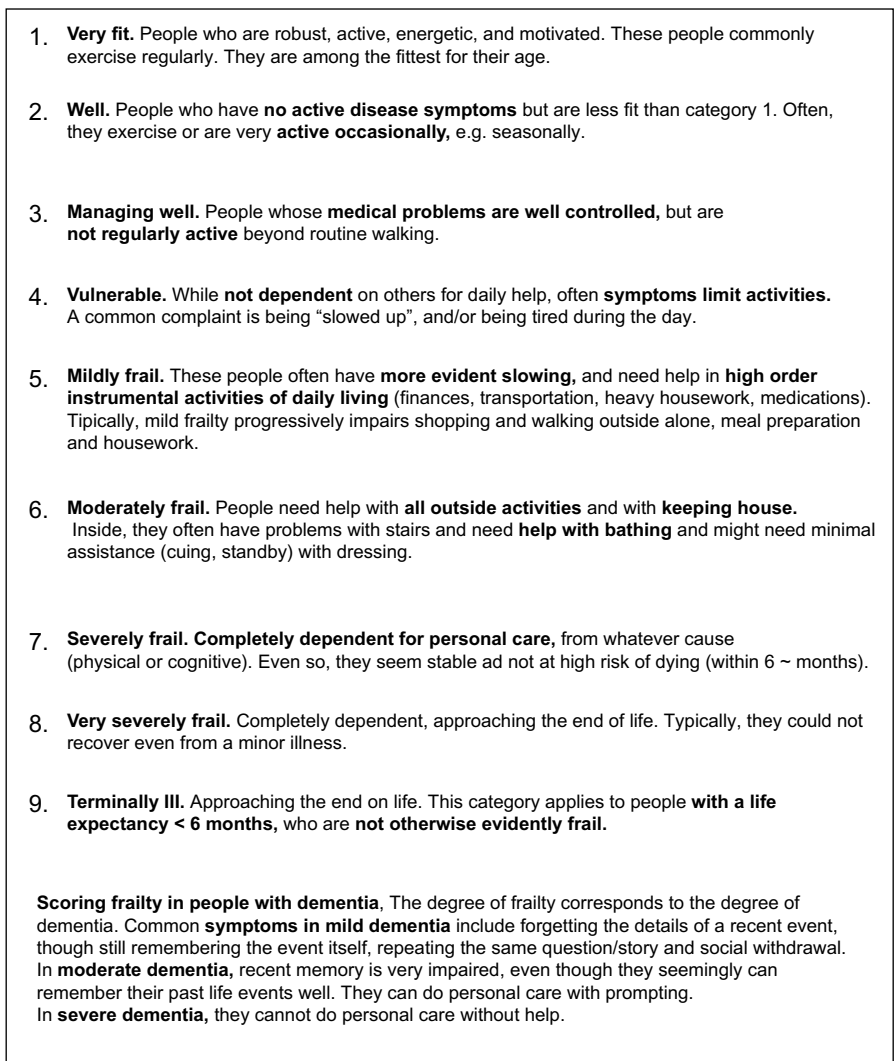 1. Very fit. People who are robust, active, energetic, and motivated. These people commonly
exercise regularly. They are among the fittest for their age.
2. Well. People who have no active disease symptoms but are less fit than category 1. Often,
they exercise or are very active occasionally, e.g. seasonally.
3. Managing well. People whose medical problems are well controlled, but are
not regularly active beyond routine walking.
4. Vulnerable. While not dependent on others for daily help, often symptoms limit activities.
A common complaint is being “slowed up”, and/or being tired during the day.
5. Mildly frail. These people often have more evident slowing, and need help in high order
instrumental activities of daily living (finances, transportation, heavy housework, medications).
Tipically, mild frailty progressively impairs shopping and walking outside alone, meal preparation
and housework.
6. Moderately frail. People need help with all outside activities and with keeping house.
Inside, they often have problems with stairs and need help with bathing and might need minimal
assistance (cuing, standby) with dressing.
7. Severely frail. Completely dependent for personal care, from whatever cause
(physical or cognitive). Even so, they seem stable ad not at high risk of dying (within 6 ~ months).
8. Very severely frail. Completely dependent, approaching the end of life. Typically, they could not
recover even from a minor illness.
9. Terminally Ill. Approaching the end on life. This category applies to people with a life
expectancy < 6 months, who are not otherwise evidently frail.
Scoring frailty in people with dementia, The degree of frailty corresponds to the degree of
dementia. Common symptoms in mild dementia include forgetting the details of a recent event,
though still remembering the event itself, repeating the same question/story and social withdrawal.
In moderate dementia, recent memory is very impaired, even though they seemingly can
remember their past life events well. They can do personal care with prompting.
In severe dementia, they cannot do personal care without help.